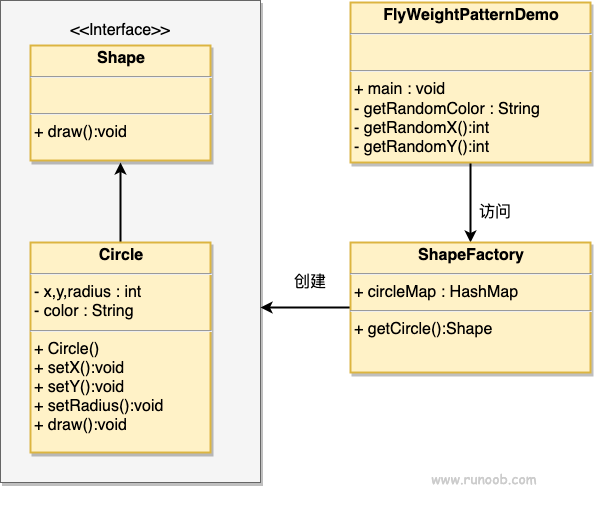 <<Interface>>
Shape
+ draw():void
Circle
- x,y,radius : int
- color : String
+ Circle()
+ setX():void
+ setY():void
+ setRadius():void
+ draw():void
FlyWeightPatternDemo
+ main : void
- getRandomColor : String
- getRandomX():int
- getRandomY():int
访问
ShapeFactory
+ circleMap : HashMap
+ getCircle():Shape
创建
www.runoob.com